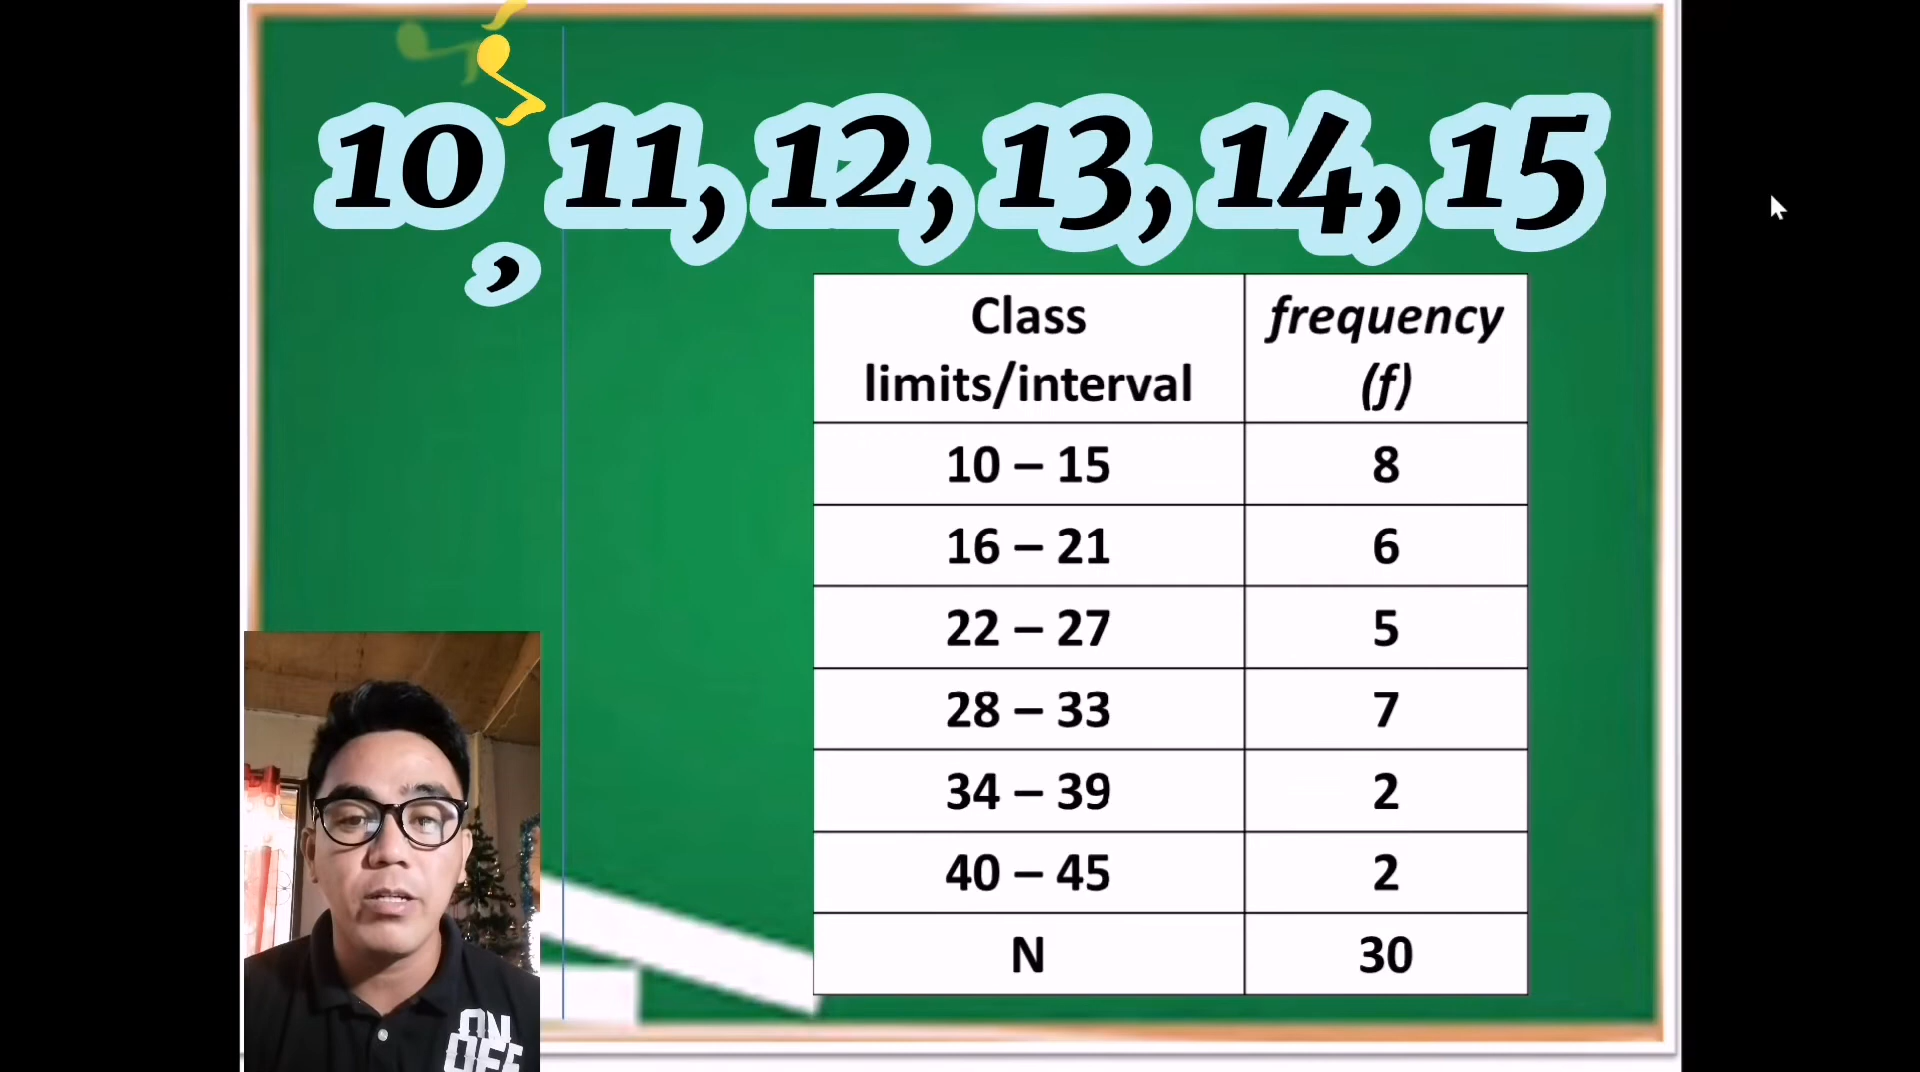 10, 11, 12, 13, 14, 15
Class limits/interval frequency (f)
10 – 15 8
16 – 21 6
22 – 27 5
28 – 33 7
34 – 39 2
40 – 45 2
N 30
ON
OFF